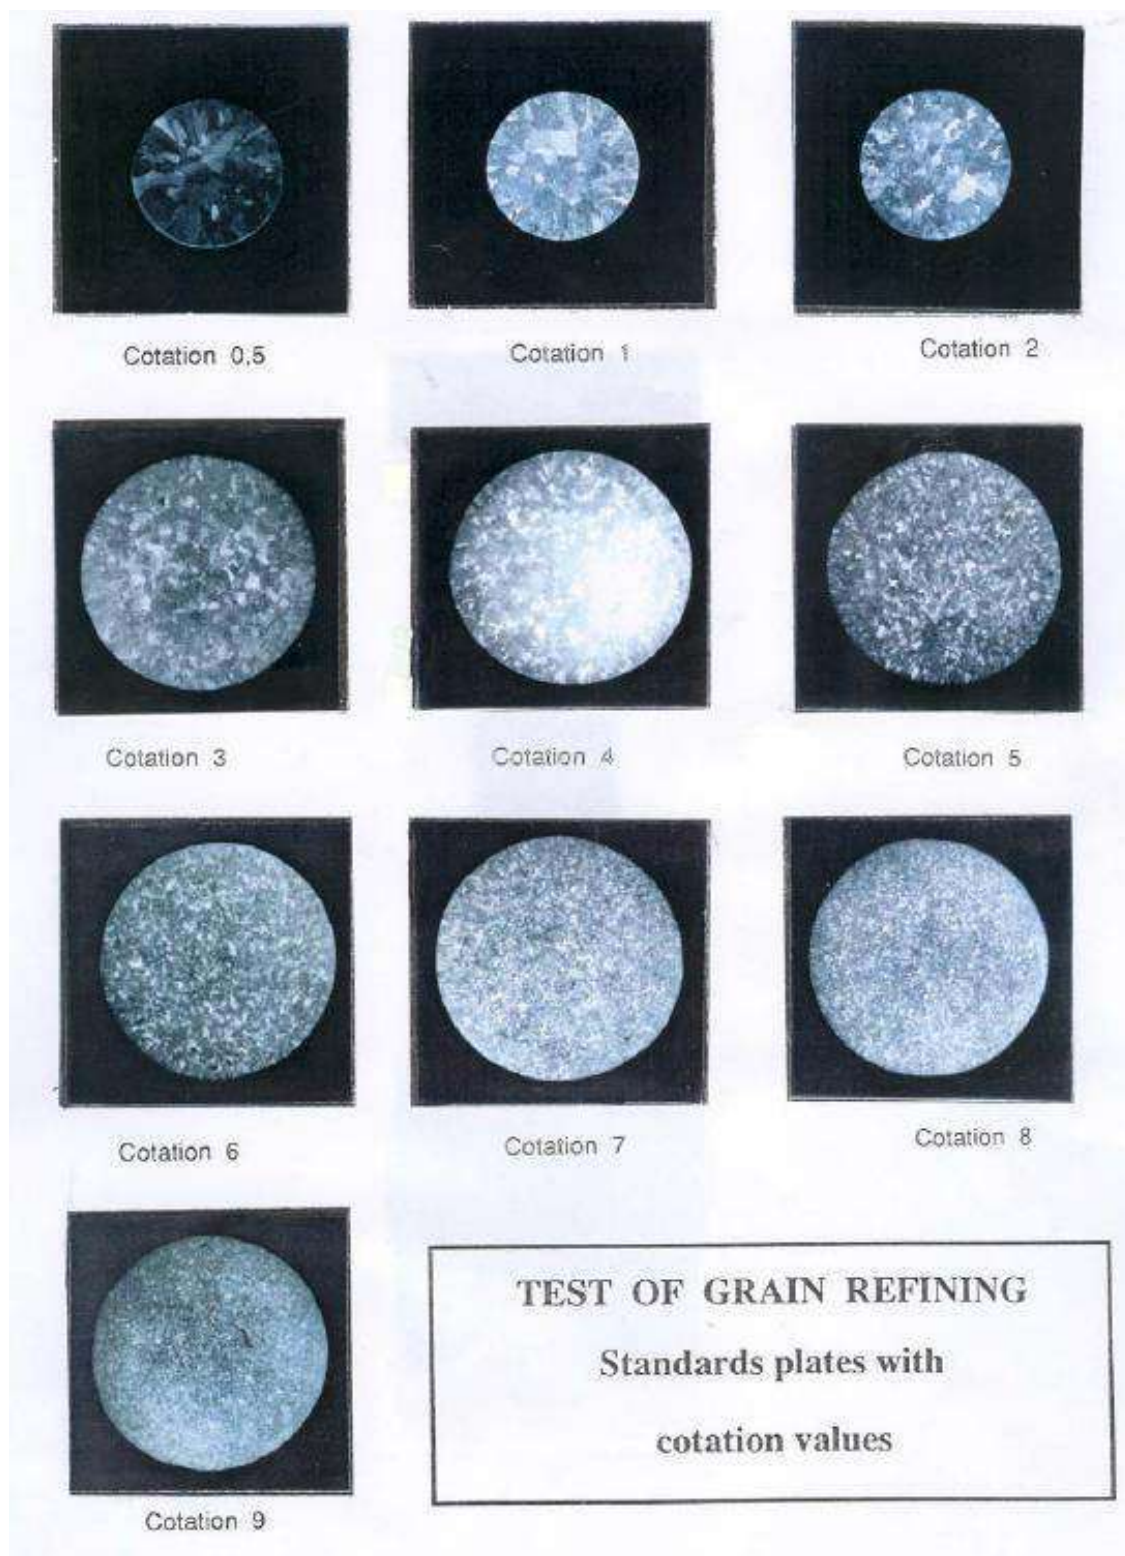 Cotation 0,5
Cotation 1
Cotation 2
Cotation 3
Cotation 4
Cotation 5
Cotation 6
Cotation 7
Cotation 8
Cotation 9
TEST OF GRAIN REFINING
Standards plates with
cotation values